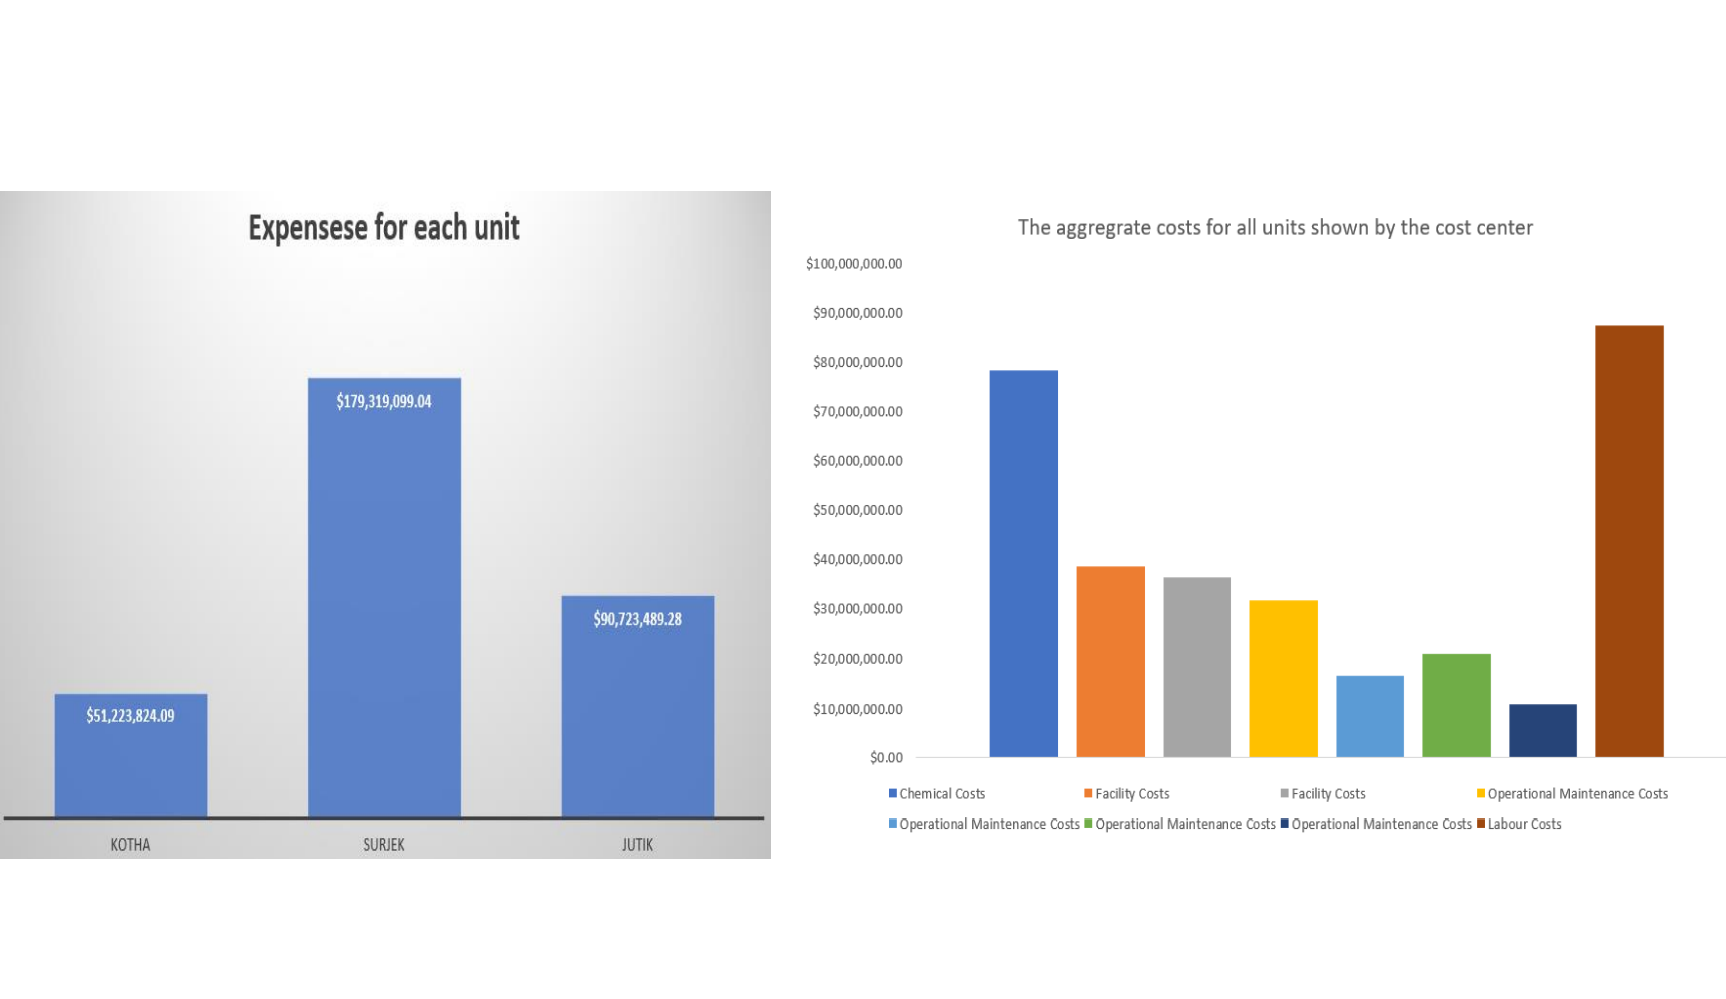 Expensese for each unit
$179,319,099.04
$90,723,489.28
$51,223,824.09
KOTHA SURJEK JUTIK
The aggregrate costs for all units shown by the cost center
$100,000,000.00
$90,000,000.00
$80,000,000.00
$70,000,000.00
$60,000,000.00
$50,000,000.00
$40,000,000.00
$30,000,000.00
$20,000,000.00
$10,000,000.00
$0.00
Chemical Costs Facility Costs Facility Costs Operational Maintenance Costs
Operational Maintenance Costs Operational Maintenance Costs Operational Maintenance Costs Labour Costs